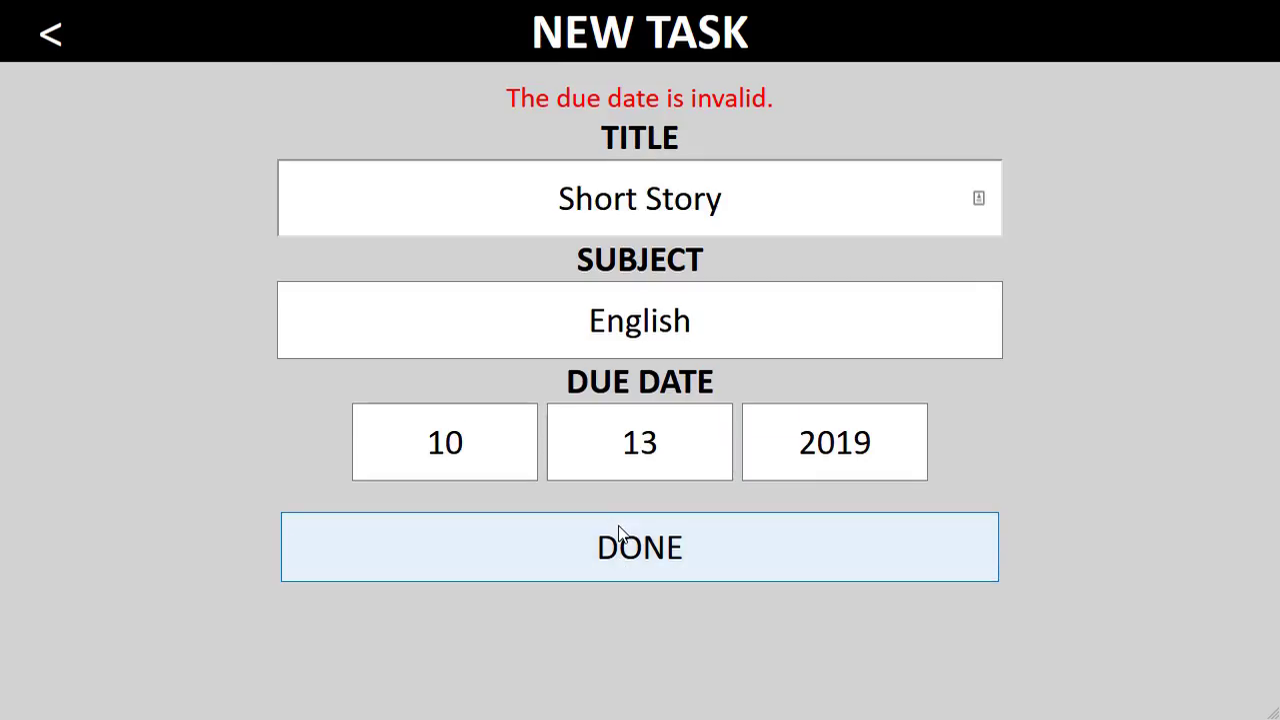 <
NEW TASK
The due date is invalid.
TITLE
Short Story
SUBJECT
English
DUE DATE
10 13 2019
DONE